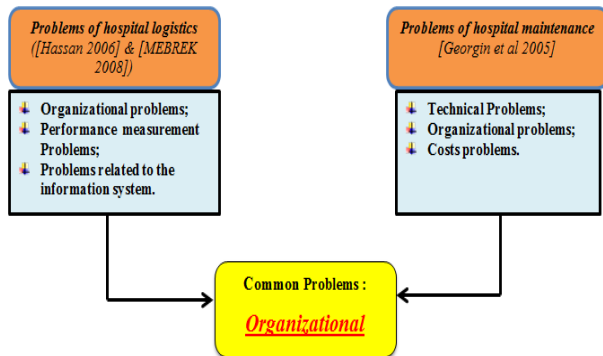 Problems of hospital logistics
([Hassan 2006] & [MEBREK
2008])
Organizational problems;
Performance measurement
Problems;
Problems related to the
information system.
Problems of hospital maintenance
[Georgin et al 2005]
Technical Problems;
Organizational problems;
Costs problems.
Common Problems :
Organizational